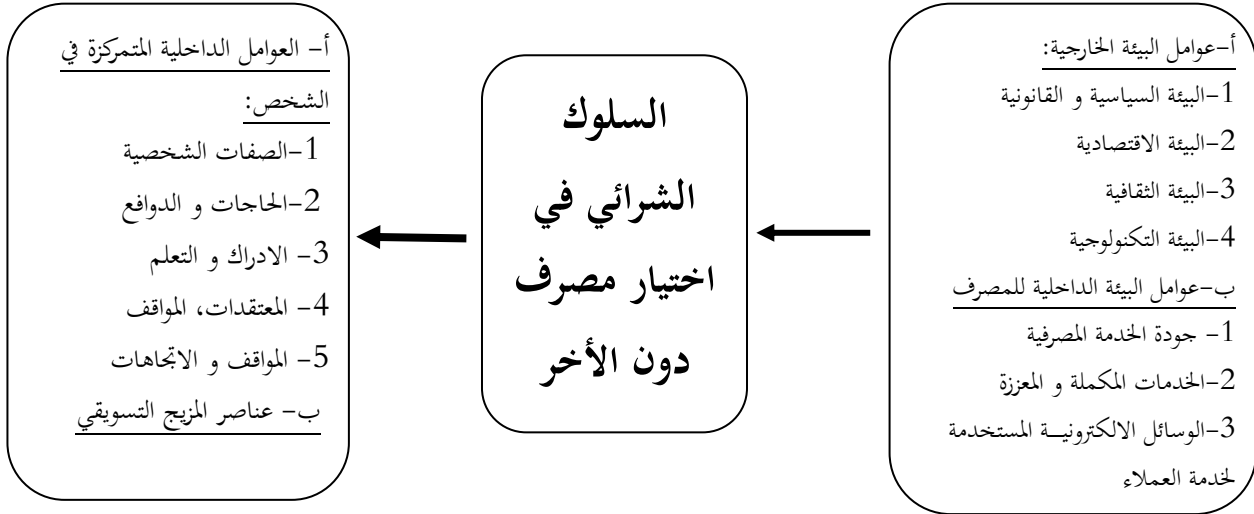 أ-عوامل البيئة الخارجية:
1-البيئة السياسية و القانونية
2-البيئة الاقتصادية
3-البيئة الثقافية
4-البيئة التكنولوجية
ب-عوامل البيئة الداخلية للمصرف
1- جودة الخدمة المصرفية
2-الخدمات المكملة و المعززة
3-الوسائل الالكترونيـــة المستخدمة
لخدمة العملاء
السلوك
الشرائي في
اختيار مصرف
دون الأخر
أ- العوامل الداخلية المتمركزة في
الشخص:
1-الصفات الشخصية
2-الحاجات و الدوافع
3- الادراك و التعلم
4- المعتقدات، المواقف
5- المواقف و الاتجاهات
ب- عناصر المزيج التسويقي